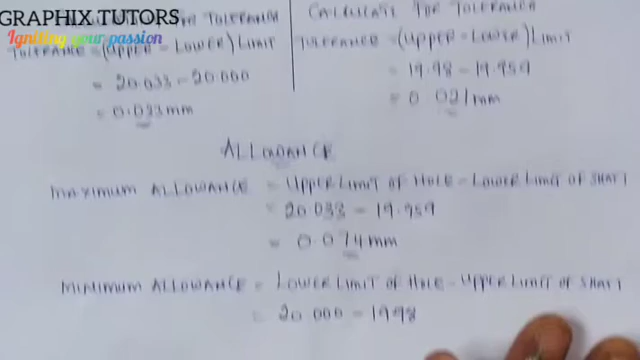 GRAPHIX TUTORS
Igniting your passion
FOR TOLERANCE
TOLERANCE = (UPPER - LOWER) LIMIT
= 20.033 - 20.000
= 0.033mm
CALCULATE FOR TOLERANCE
TOLERANCE = (UPPER - LOWER) LIMIT
= 19.98 - 19.959
= 0.021mm
ALLOWANCE
MAXIMUM ALLOWANCE = UPPER LIMIT OF HOLE - LOWER LIMIT OF SHAFT
= 20.033 - 19.959
= 0.074mm
MINIMUM ALLOWANCE = LOWER LIMIT OF HOLE - UPPER LIMIT OF SHAFT
= 20.000 - 19.98